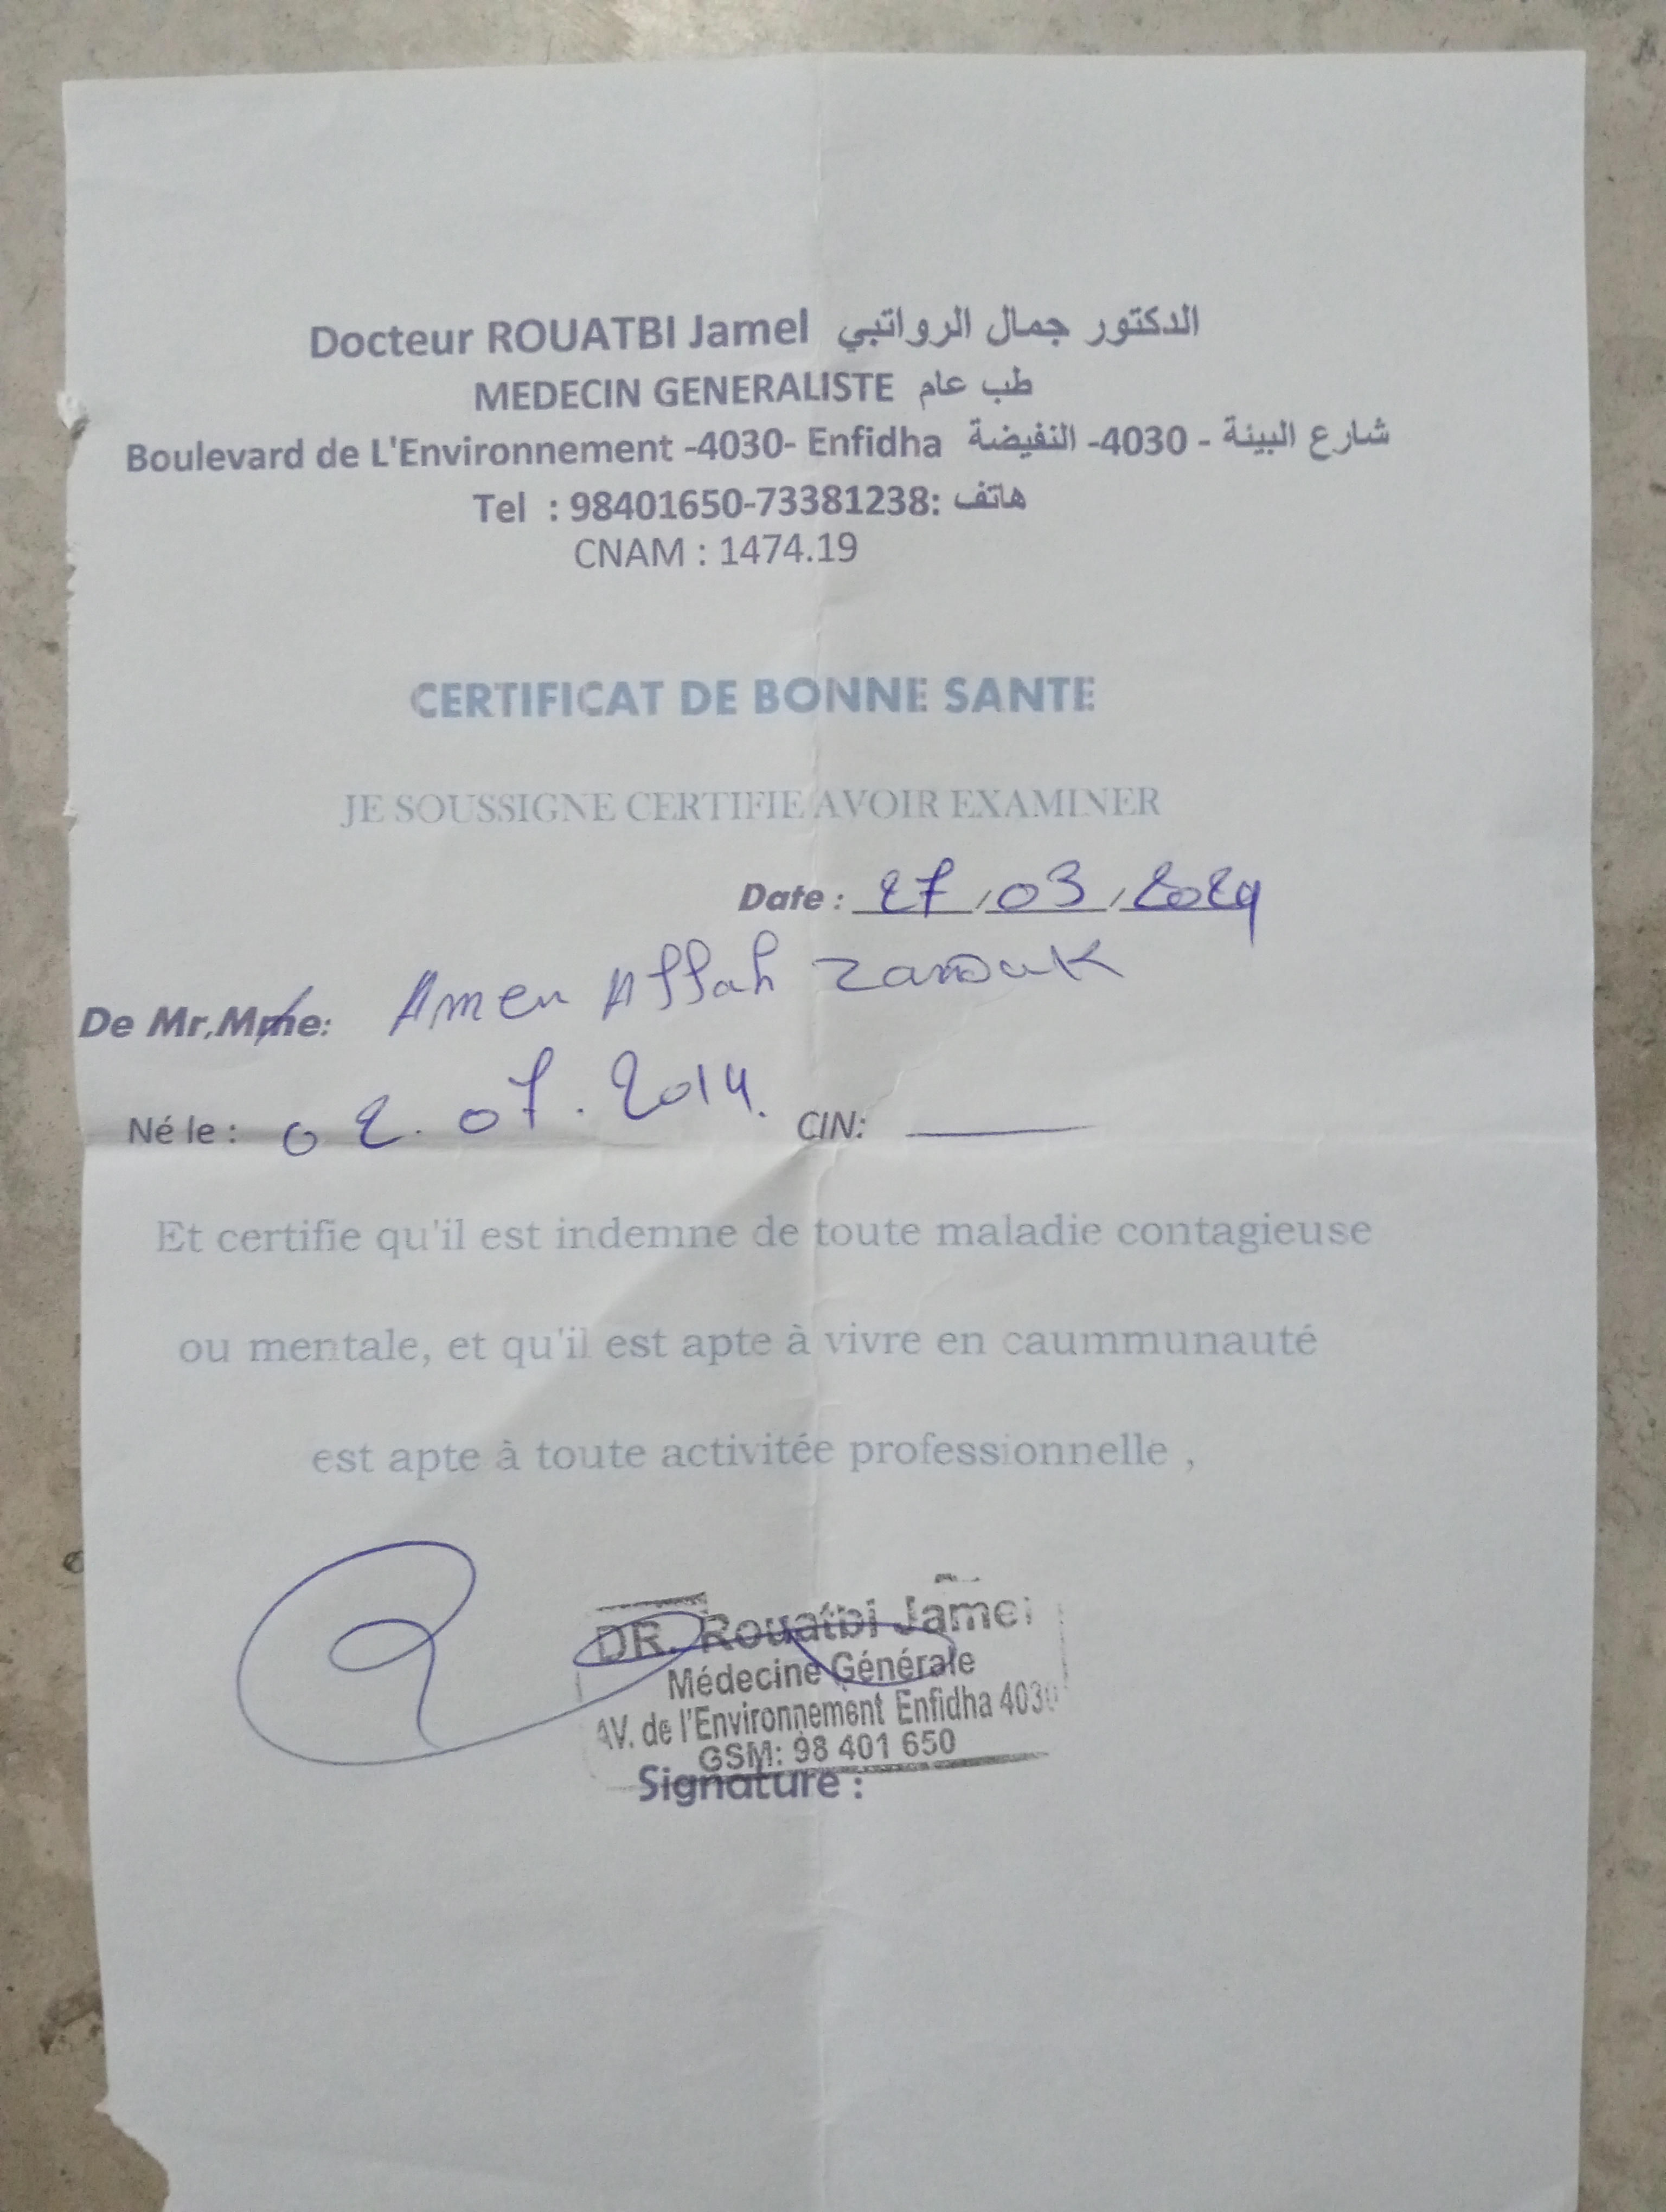 Docteur ROUATBI Jamel الدكتور جمال الرواتبي
MEDECIN GENERALISTE طب عام
Boulevard de L'Environnement -4030- Enfidha شارع البيئة - 4030- النفيضة
Tel : 98401650-73381238: هاتف
CNAM : 1474.19
CERTIFICAT DE BONNE SANTE
JE SOUSSIGNE CERTIFIE AVOIR EXAMINER
Date : 27/03/2024
De Mr,Mme: Amen Allah Zarouk
Né le : 02.07.2014. CIN:
Et certifie qu'il est indemne de toute maladie contagieuse
ou mentale, et qu'il est apte à vivre en caummunauté
est apte à toute activitée professionnelle ,
DR. Rouatbi Jamel
Médecine Générale
AV. de l'Environnement Enfidha 4030
GSM: 98 401 650
Signature :